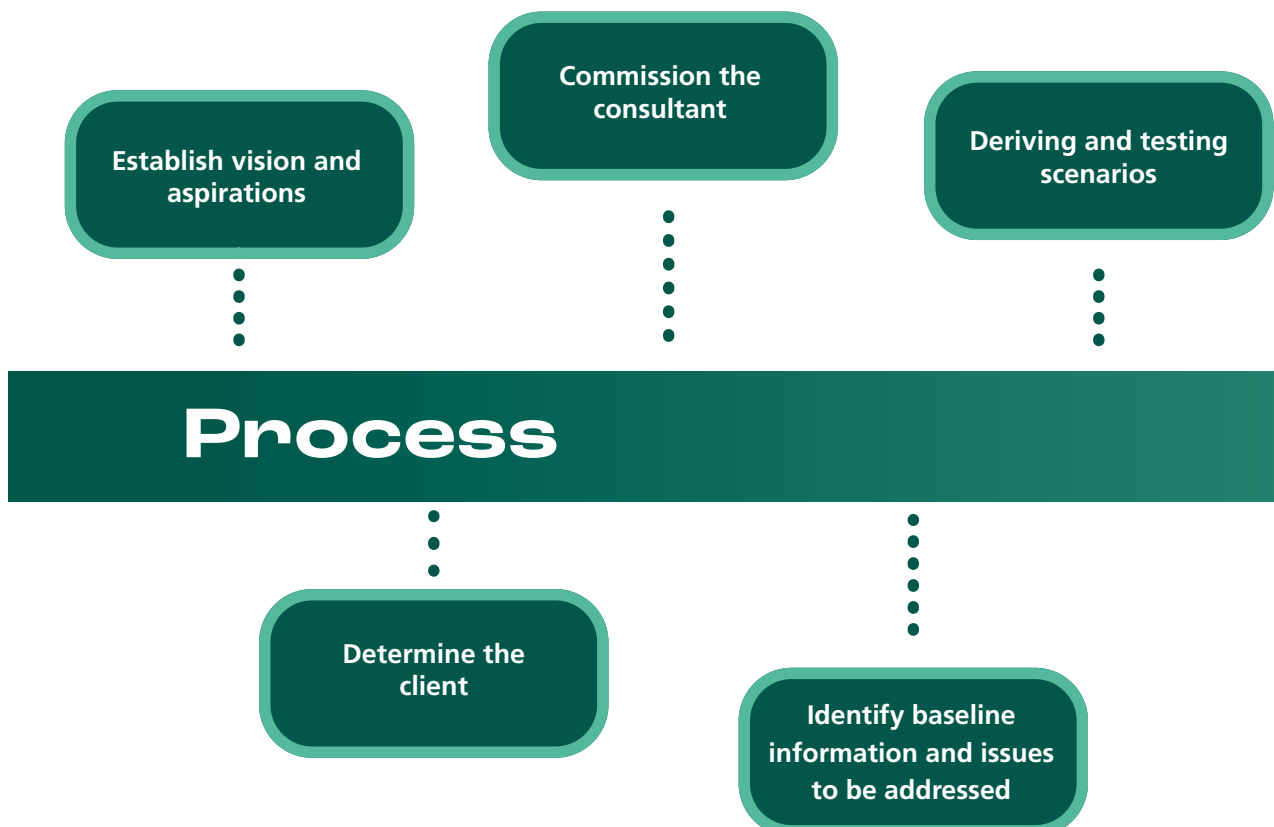 Commission the
consultant
Deriving and testing
scenarios
Establish vision and
aspirations
Process
Determine the
client
Identify baseline
information and issues
to be addressed